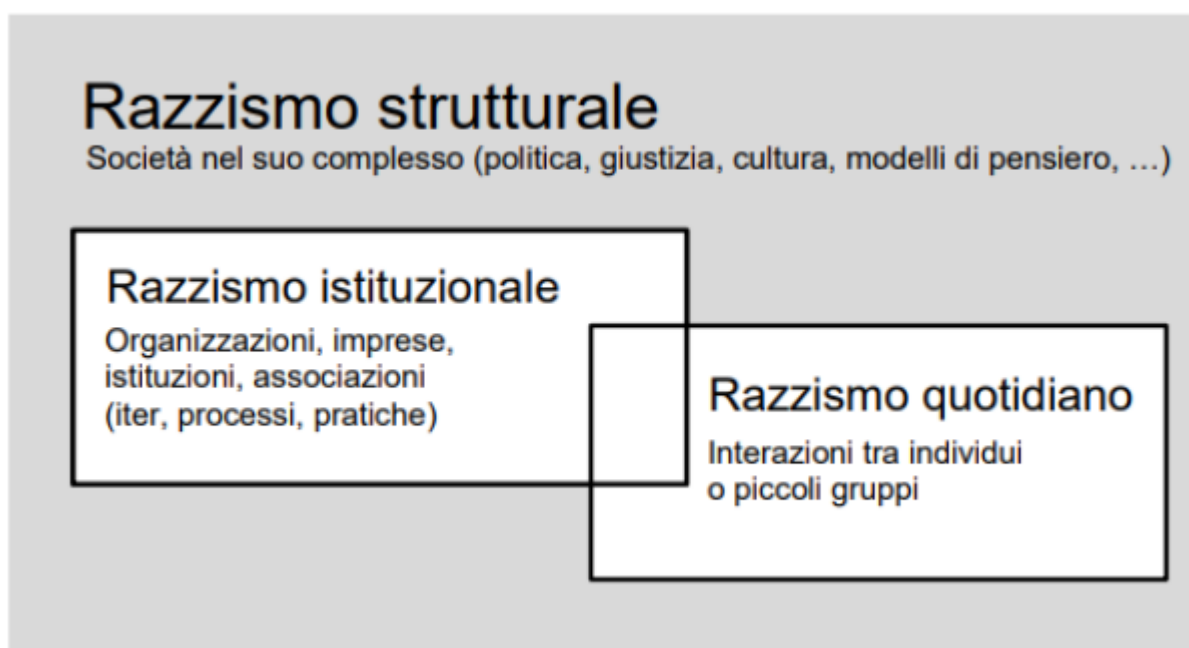 Razzismo strutturale
Società nel suo complesso (politica, giustizia, cultura, modelli di pensiero, …)
Razzismo istituzionale
Organizzazioni, imprese,
istituzioni, associazioni
(iter, processi, pratiche)
Razzismo quotidiano
Interazioni tra individui
o piccoli gruppi